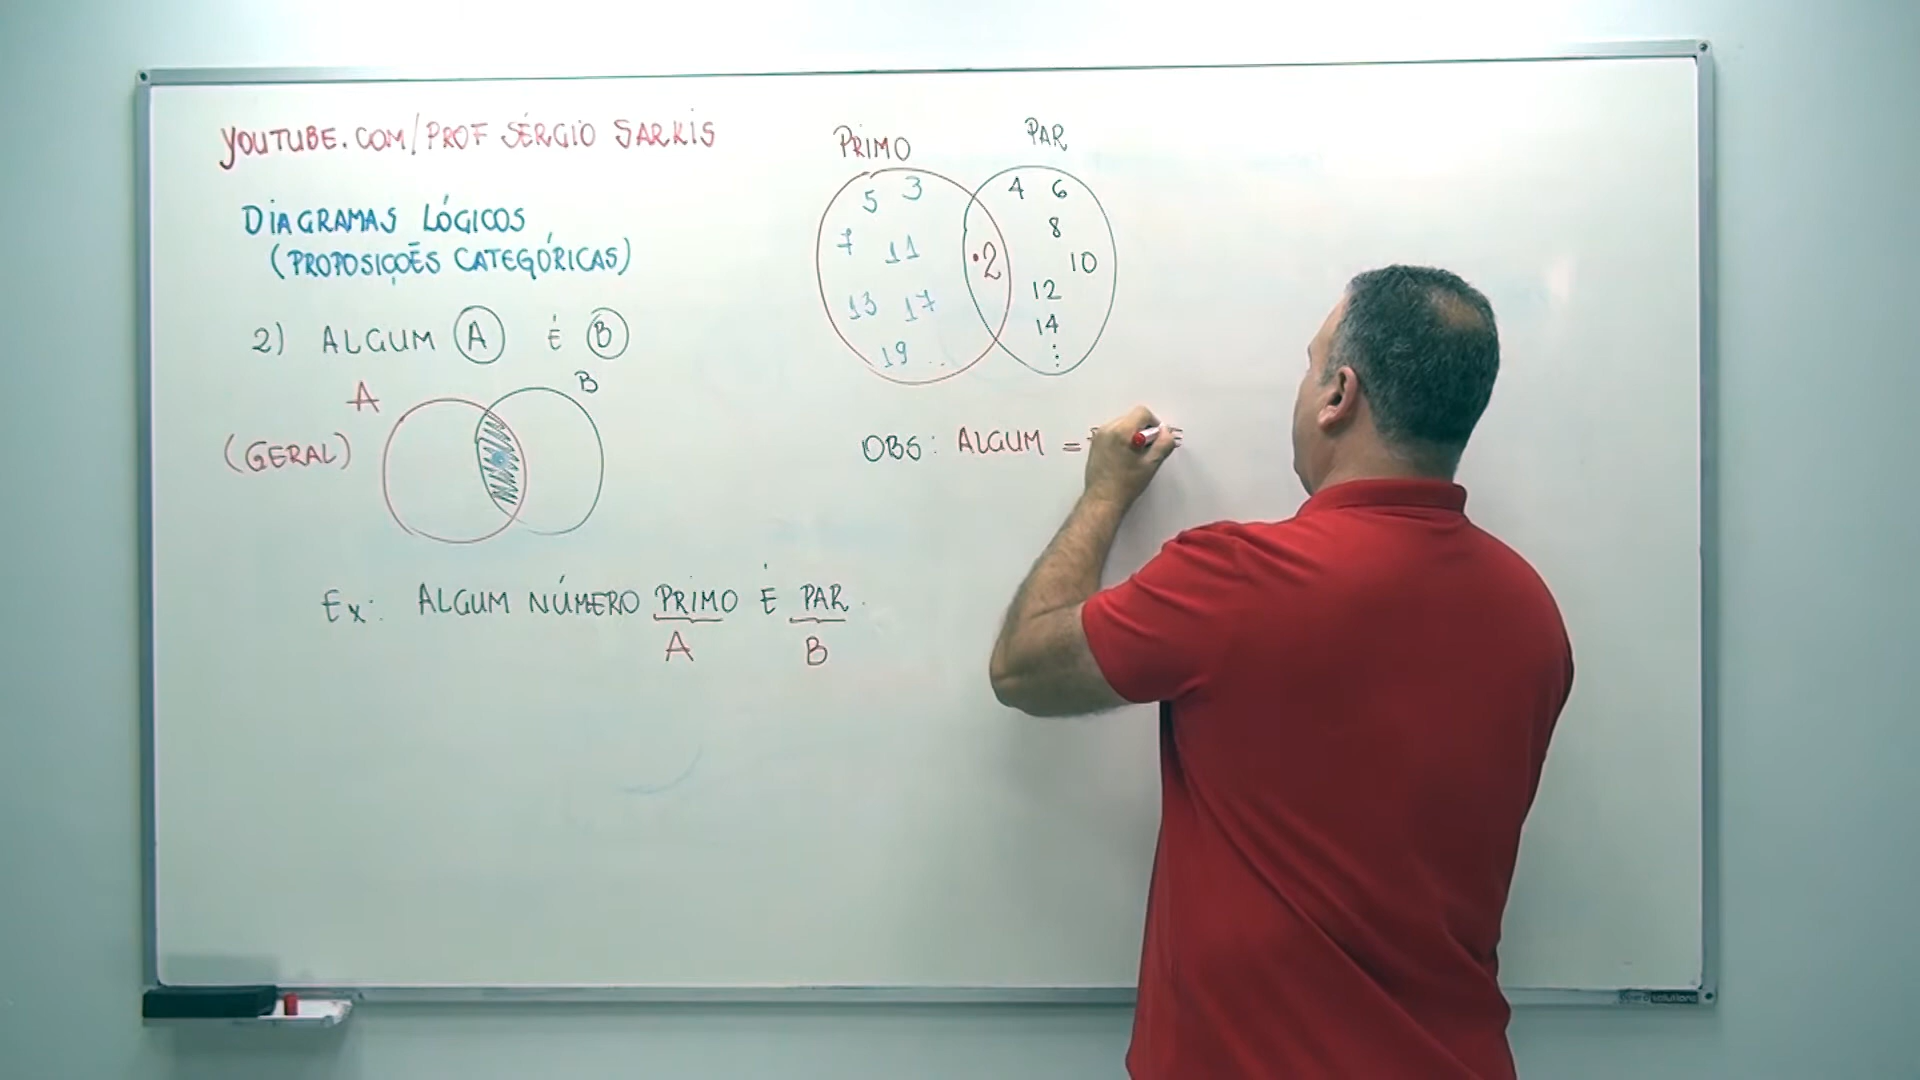 YOUTUBE.COM/PROF SÉRGIO SARKIS
DIAGRAMAS LÓGICOS
(PROPOSIÇÕES CATEGÓRICAS)
2) ALGUM A É B
A
B
(GERAL)
Ex: ALGUM NÚMERO PRIMO É PAR.
A B
PRIMO PAR
5 3
7 11
13 17
19 ...
.2
4 6
8
10
12
14
⋮
OBS: ALGUM =